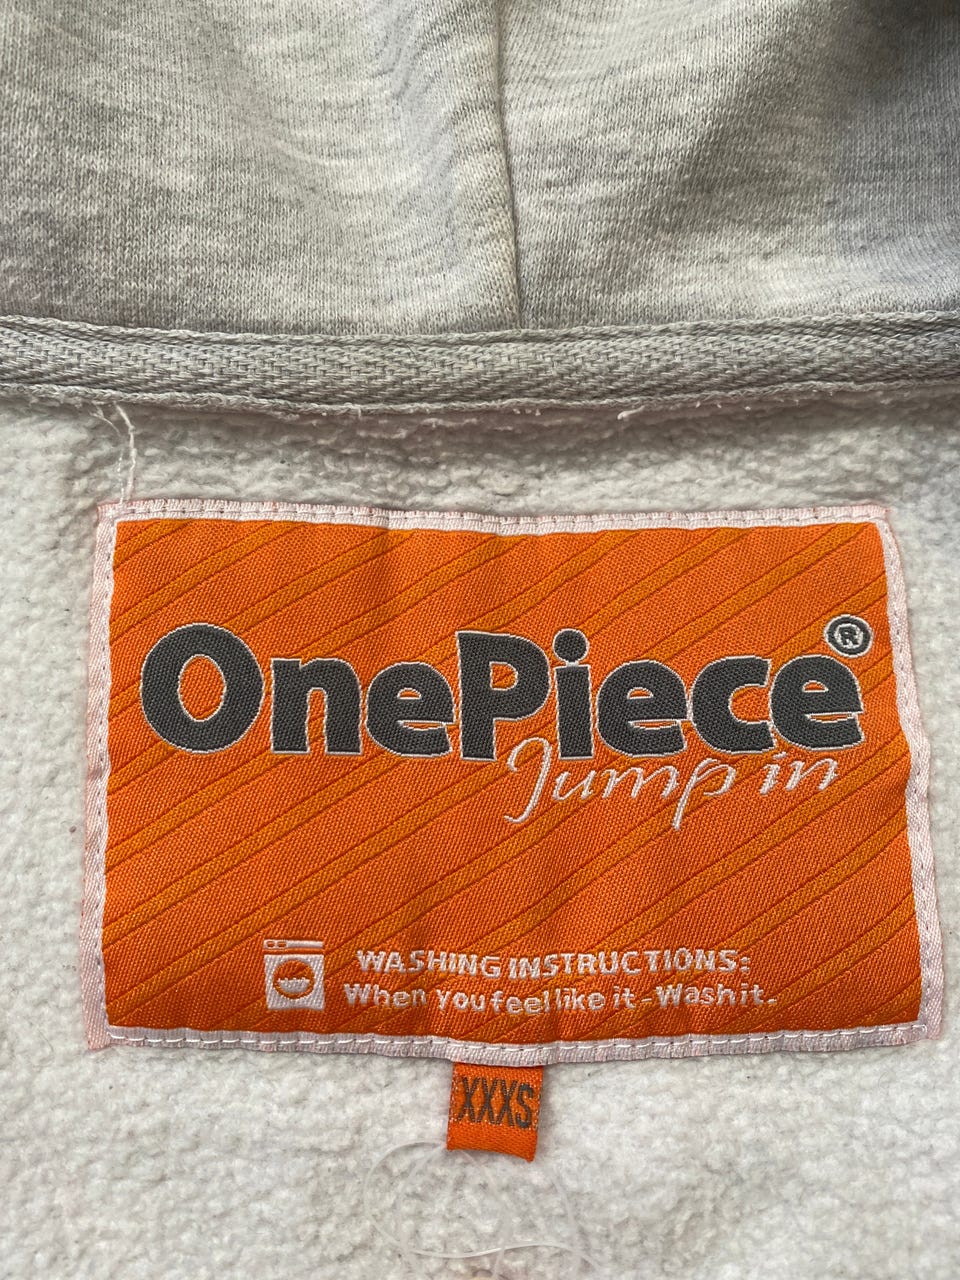 OnePiece®
Jump in
WASHING INSTRUCTIONS:
When you feel like it - Wash it.
XXXS